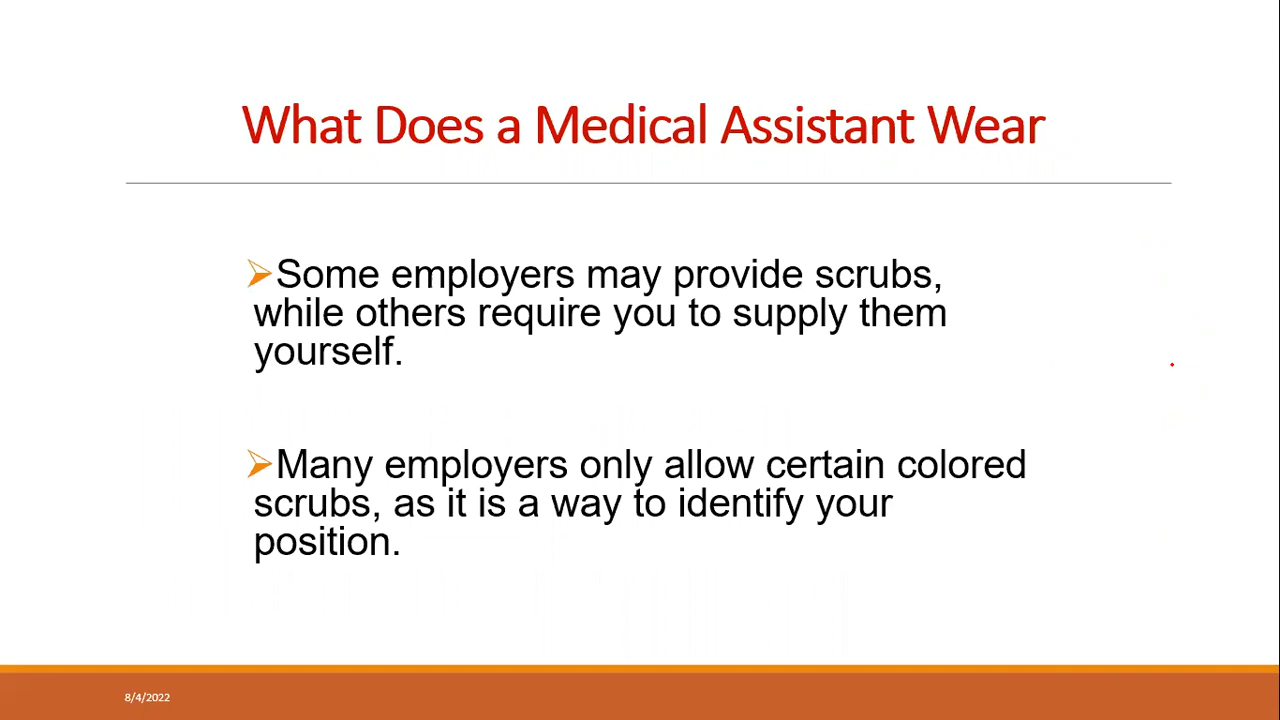 What Does a Medical Assistant Wear
➢Some employers may provide scrubs,
while others require you to supply them
yourself.
➢Many employers only allow certain colored
scrubs, as it is a way to identify your
position.
8/4/2022